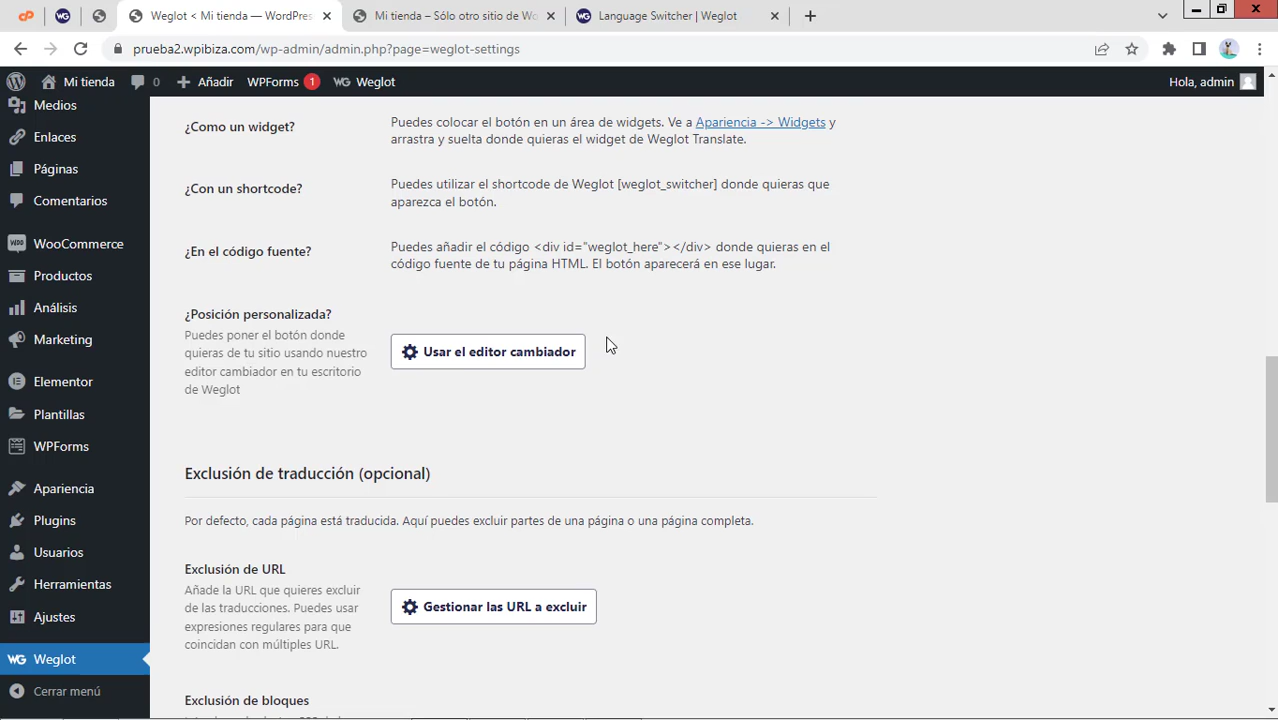 Weglot < Mi tienda — WordPres
Mi tienda – Sólo otro sitio de Wo
Language Switcher | Weglot
prueba2.wpibiza.com/wp-admin/admin.php?page=weglot-settings
Mi tienda
0
Añadir
WPForms 1
WG Weglot
Hola, admin
Medios
Enlaces
Páginas
Comentarios
WooCommerce
Productos
Análisis
Marketing
Elementor
Plantillas
WPForms
Apariencia
Plugins
Usuarios
Herramientas
Ajustes
WG Weglot
Cerrar menú
¿Como un widget?
Puedes colocar el botón en un área de widgets. Ve a Apariencia -> Widgets y
arrastra y suelta donde quieras el widget de Weglot Translate.
¿Con un shortcode?
Puedes utilizar el shortcode de Weglot [weglot_switcher] donde quieras que
aparezca el botón.
¿En el código fuente?
Puedes añadir el código <div id="weglot_here"></div> donde quieras en el
código fuente de tu página HTML. El botón aparecerá en ese lugar.
¿Posición personalizada?
Puedes poner el botón donde
quieras de tu sitio usando nuestro
editor cambiador en tu escritorio
de Weglot
Usar el editor cambiador
Exclusión de traducción (opcional)
Por defecto, cada página está traducida. Aquí puedes excluir partes de una página o una página completa.
Exclusión de URL
Añade la URL que quieres excluir
de las traducciones. Puedes usar
expresiones regulares para que
coincidan con múltiples URL.
Gestionar las URL a excluir
Exclusión de bloques